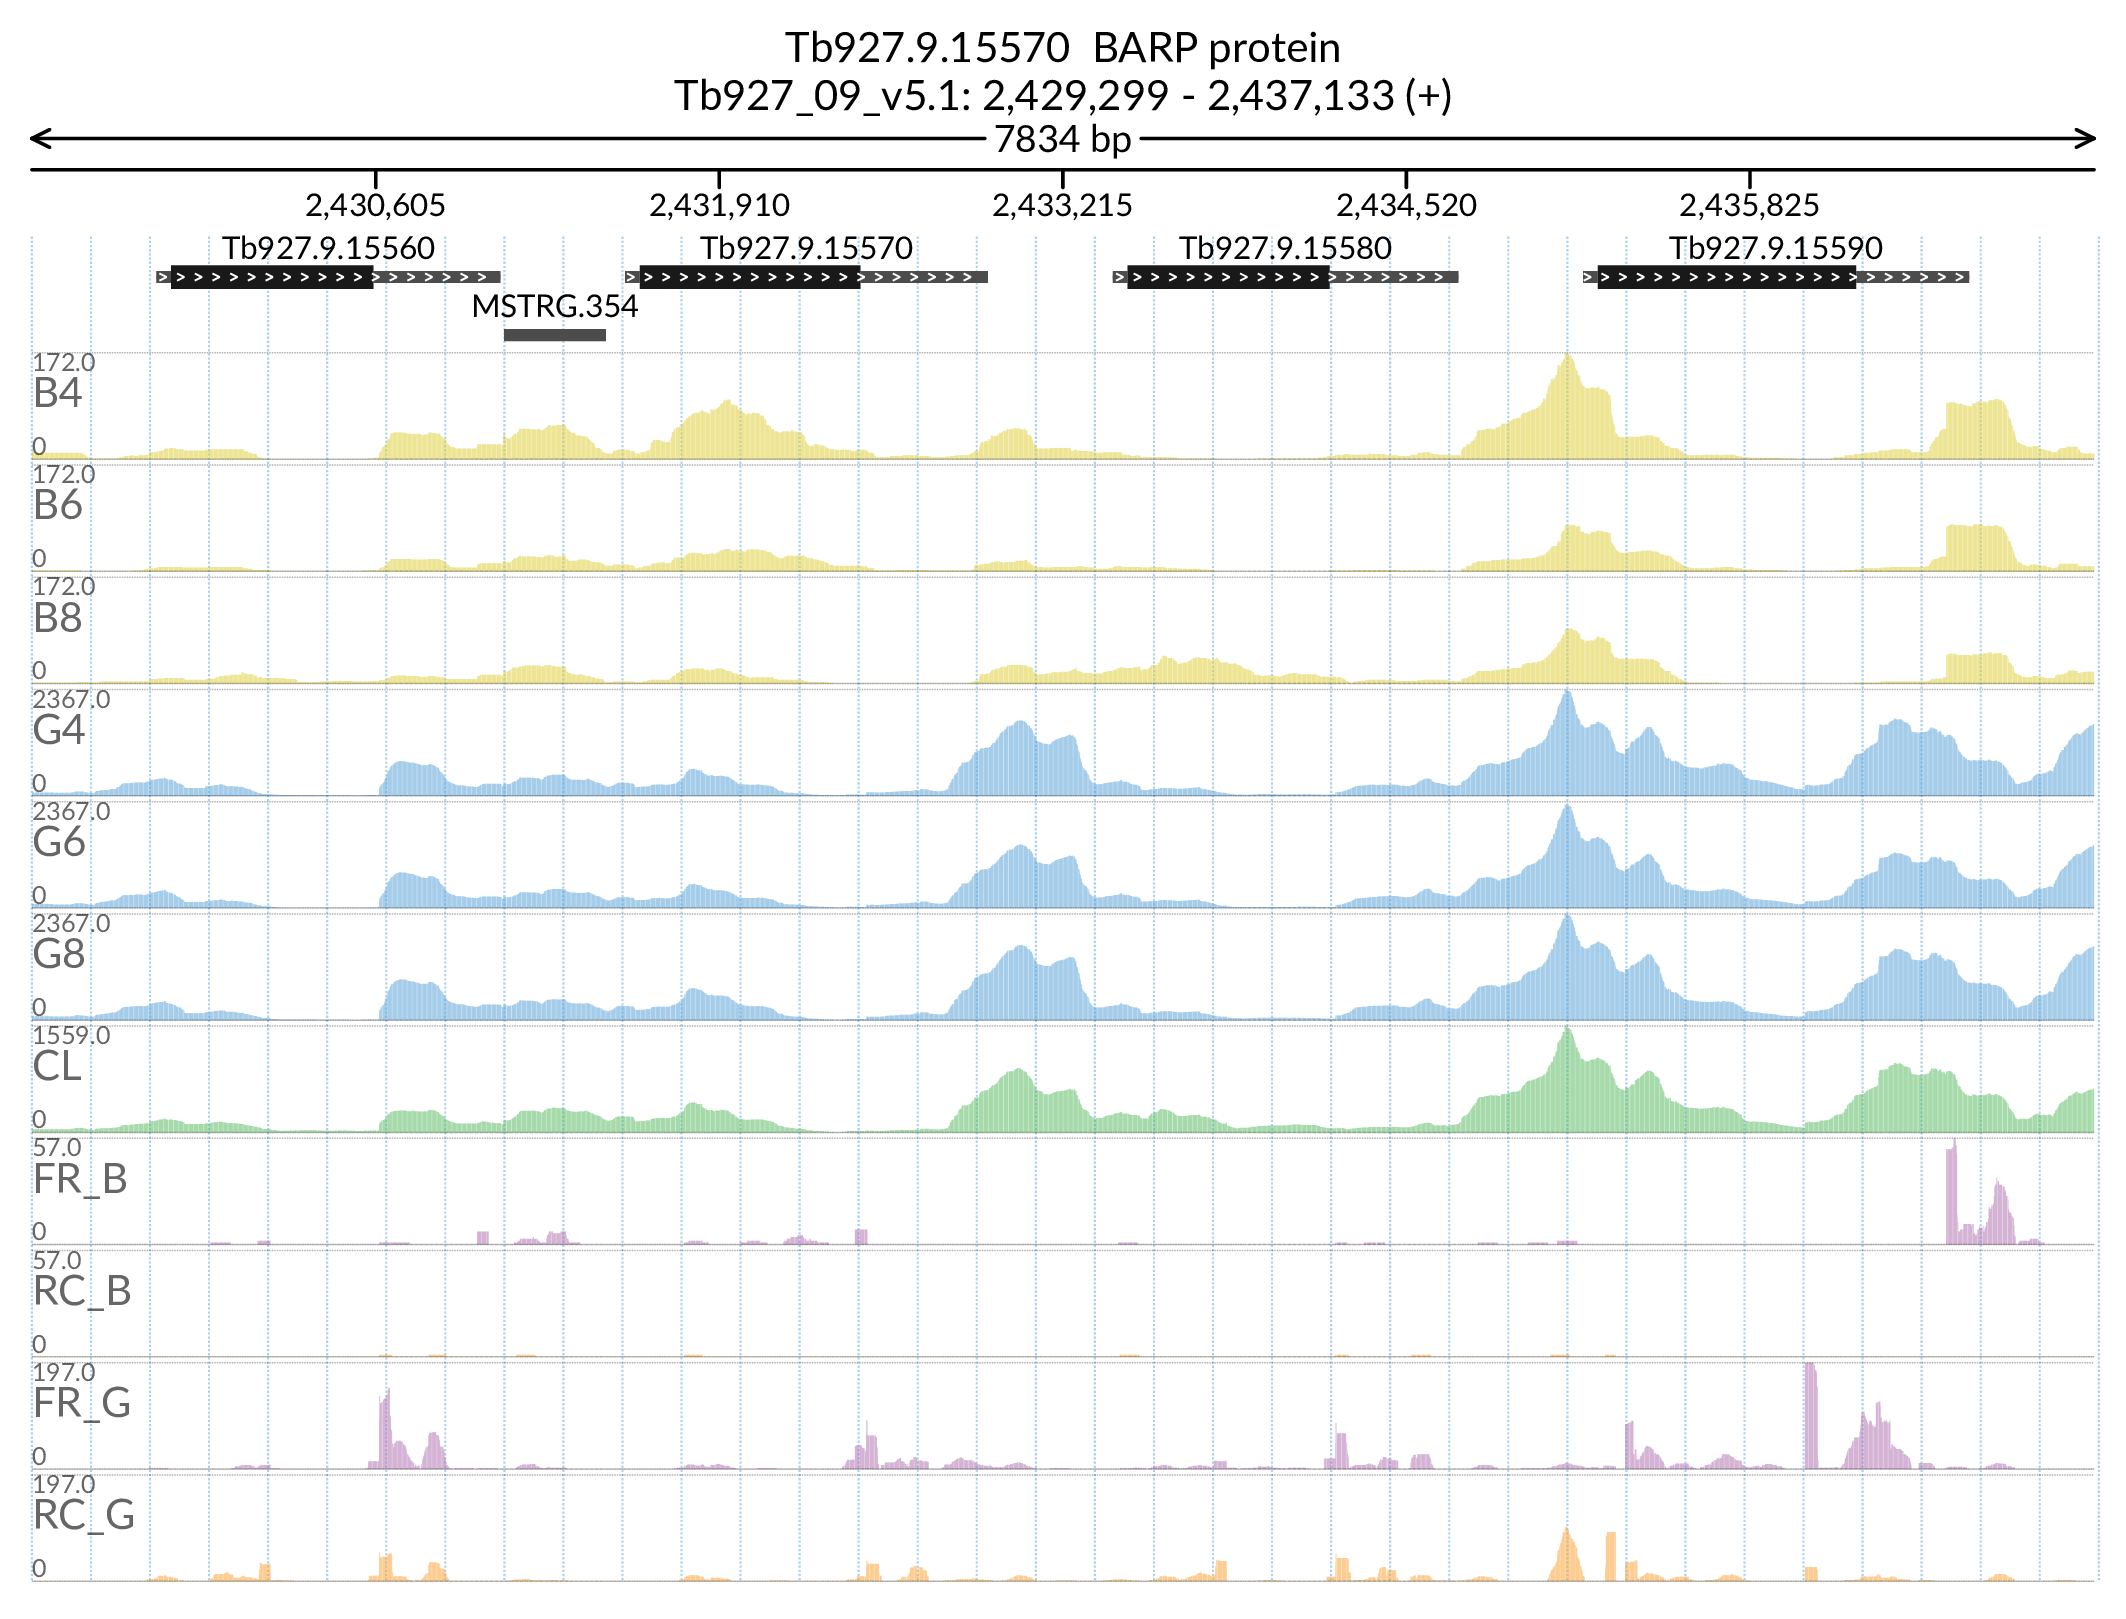 Tb927.9.15570 BARP protein
Tb927_09_v5.1: 2,429,299 - 2,437,133 (+)
7834 bp
2,430,605 2,431,910 2,433,215 2,434,520 2,435,825
Tb927.9.15560 Tb927.9.15570 Tb927.9.15580 Tb927.9.15590
MSTRG.354
172.0
B4
0
172.0
B6
0
172.0
B8
0
2367.0
G4
0
2367.0
G6
0
2367.0
G8
0
1559.0
CL
0
57.0
FR_B
0
57.0
RC_B
0
197.0
FR_G
0
197.0
RC_G
0